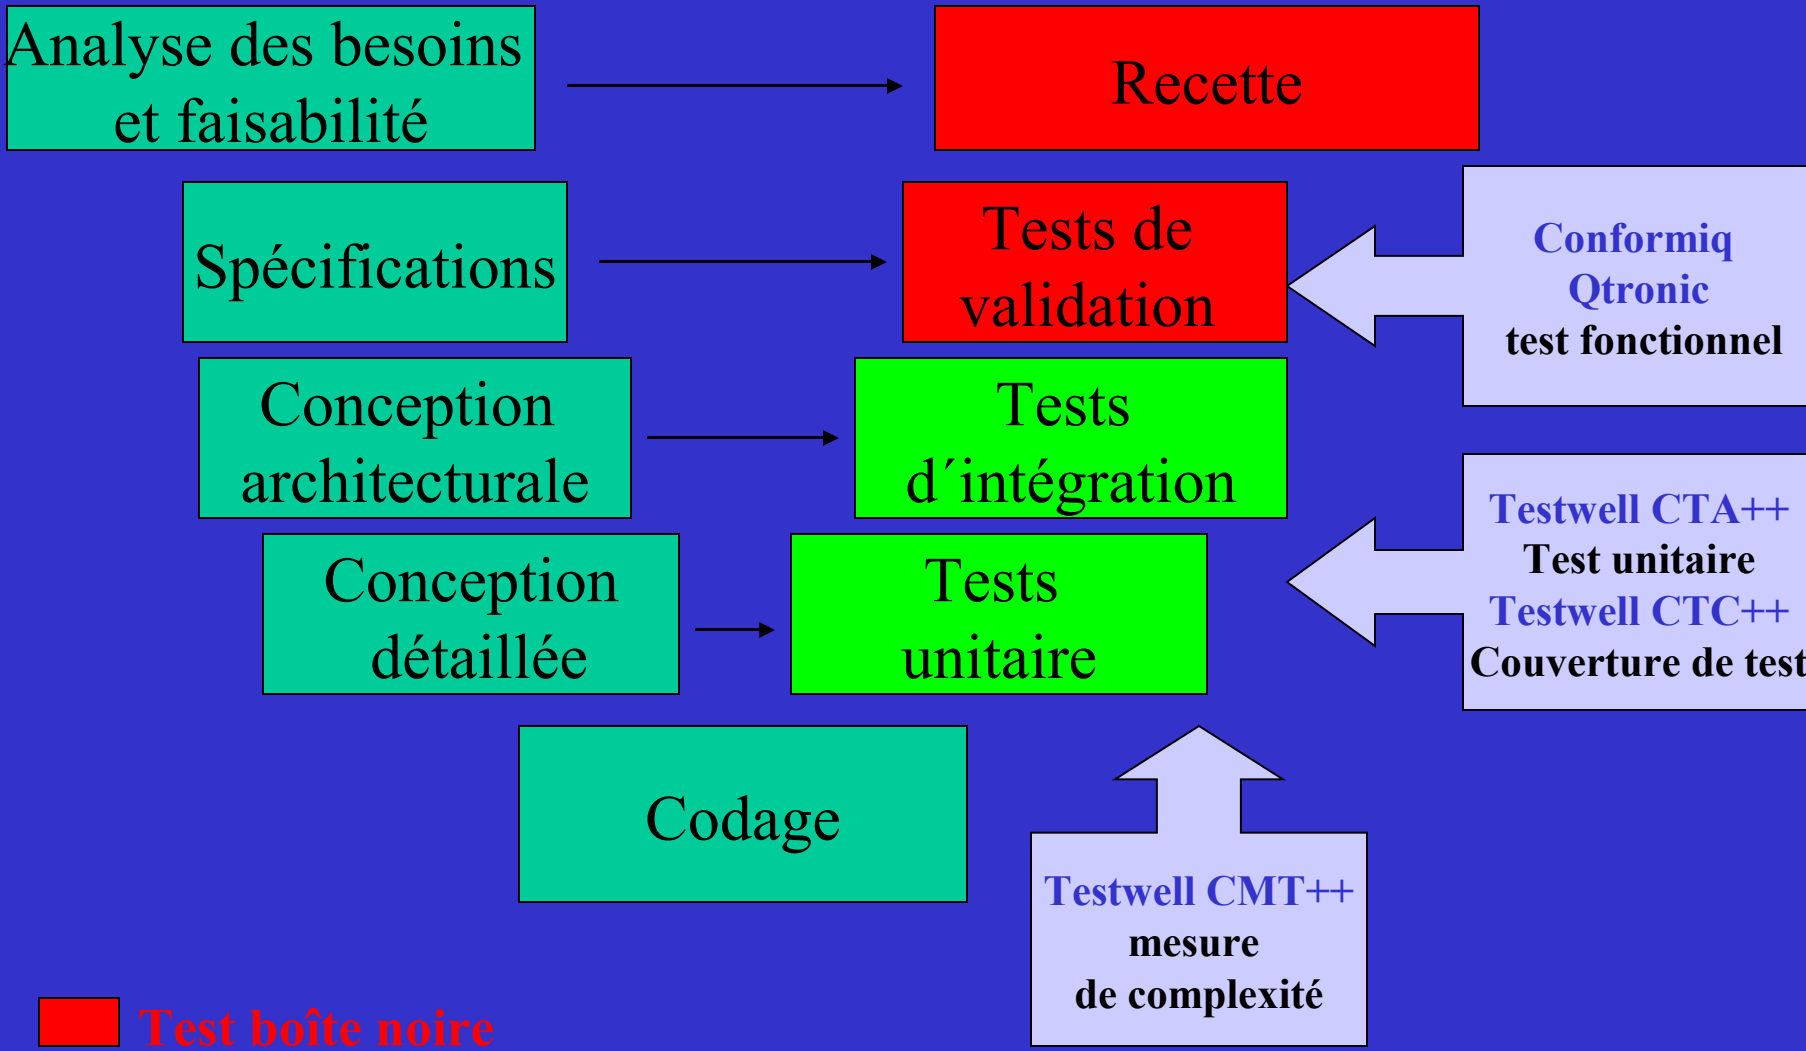 Analyse des besoins
et faisabilité
Recette
Spécifications
Tests de
validation
Conformiq
Qtronic
test fonctionnel
Conception
architecturale
Tests
d´intégration
Testwell CTA++
Test unitaire
Testwell CTC++
Couverture de test
Conception
détaillée
Tests
unitaire
Codage
Testwell CMT++
mesure
de complexité
Test boîte noire